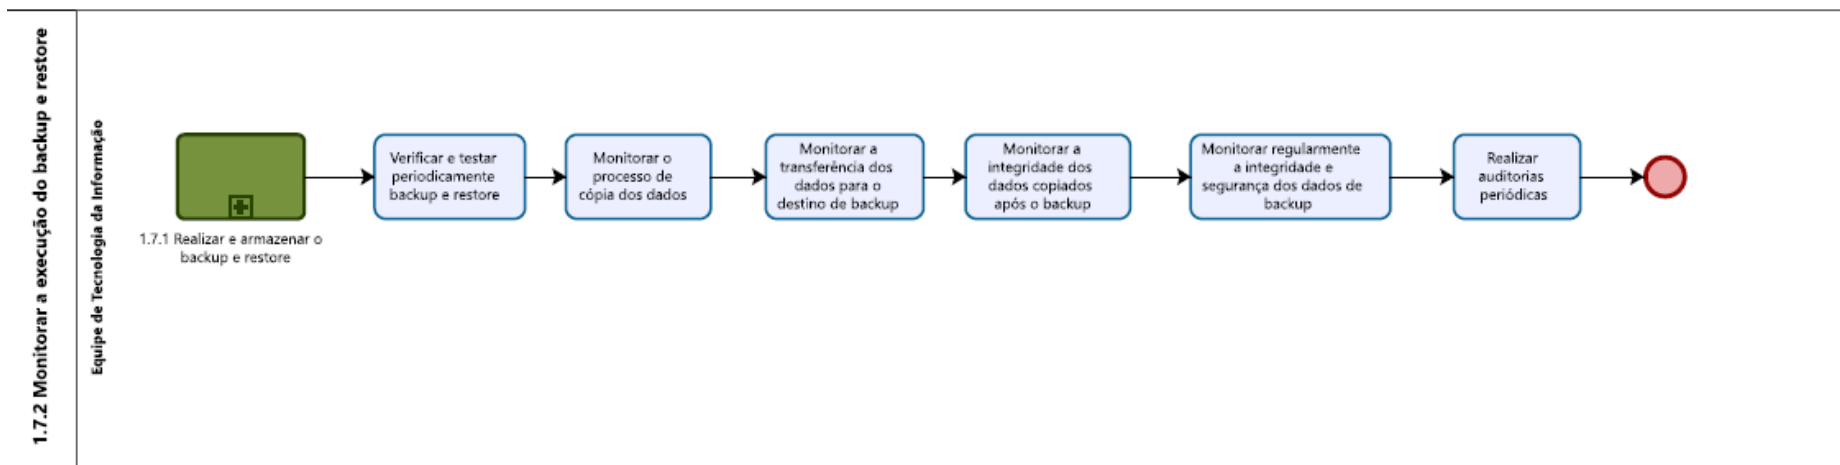 1.7.2 Monitorar a execução do backup e restore
Equipe de Tecnologia da Informação
1.7.1 Realizar e armazenar o
backup e restore
Verificar e testar
periodicamente
backup e restore
Monitorar o
processo de
cópia dos dados
Monitorar a
transferência dos
dados para o
destino de backup
Monitorar a
integridade dos
dados copiados
após o backup
Monitorar regularmente
a integridade e
segurança dos dados de
backup
Realizar
auditorias
periódicas